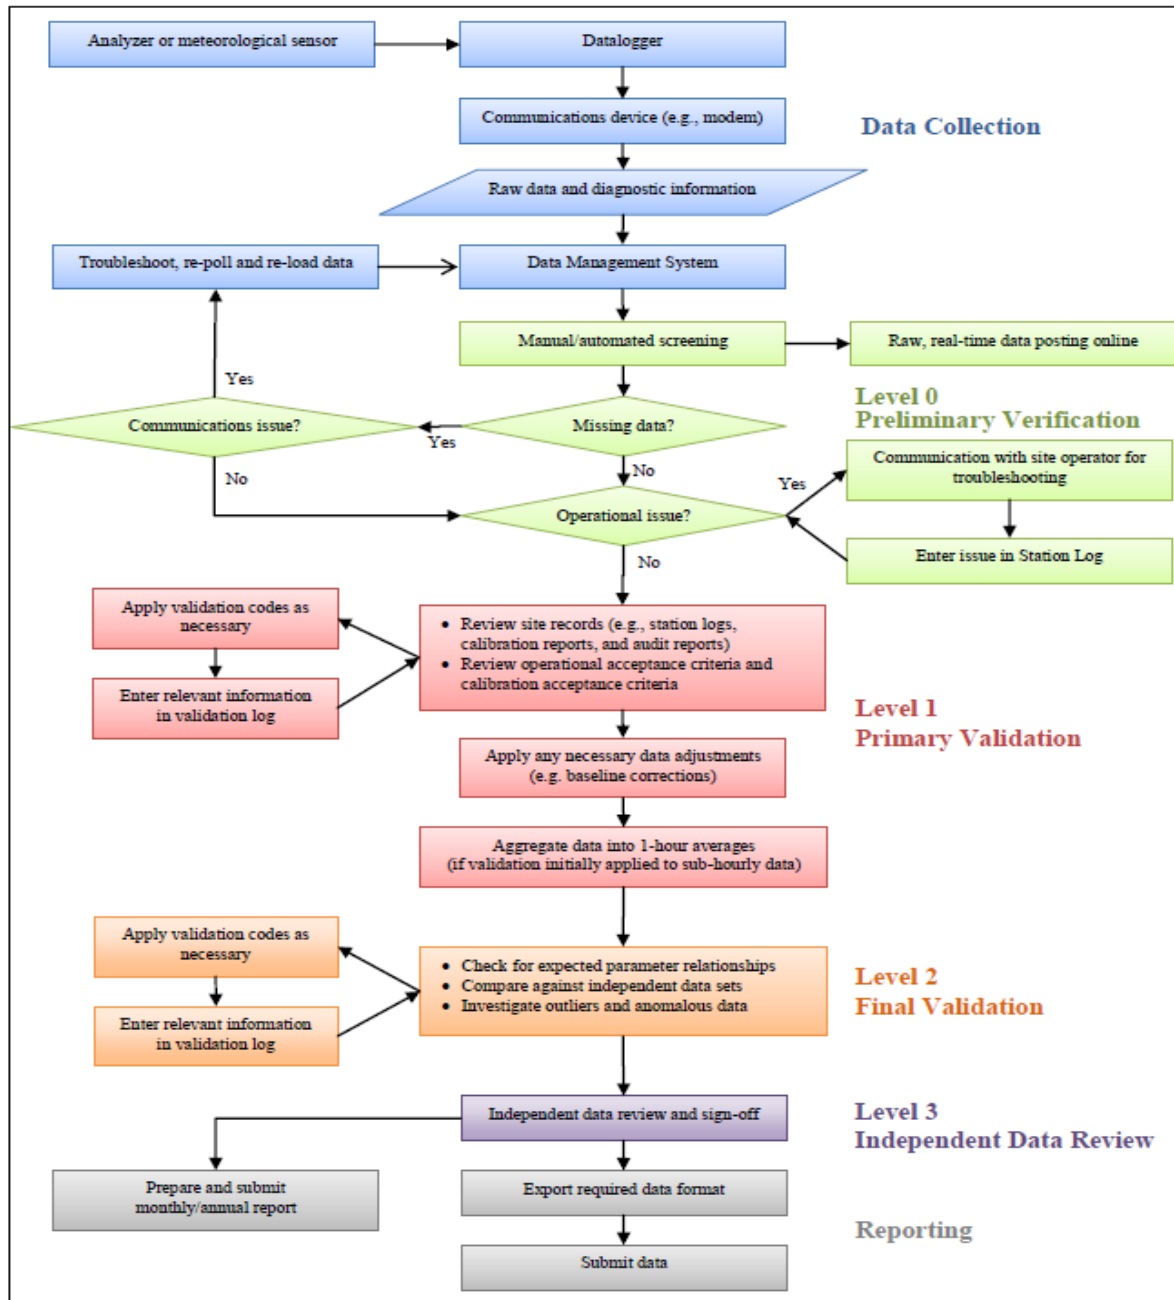 Analyzer or meteorological sensor
Datalogger
Communications device (e.g., modem)
Data Collection
Raw data and diagnostic information
Troubleshoot, re-poll and re-load data
Data Management System
Manual/automated screening
Raw, real-time data posting online
Yes
Level 0
Preliminary Verification
Communications issue?
Yes
Missing data?
Communication with site operator for
troubleshooting
No
No
Yes
Operational issue?
Enter issue in Station Log
No
Apply validation codes as
necessary
Enter relevant information
in validation log
• Review site records (e.g., station logs,
calibration reports, and audit reports)
• Review operational acceptance criteria and
calibration acceptance criteria
Level 1
Primary Validation
Apply any necessary data adjustments
(e.g. baseline corrections)
Aggregate data into 1-hour averages
(if validation initially applied to sub-hourly data)
Apply validation codes as
necessary
Enter relevant information
in validation log
• Check for expected parameter relationships
• Compare against independent data sets
• Investigate outliers and anomalous data
Level 2
Final Validation
Independent data review and sign-off
Level 3
Independent Data Review
Prepare and submit
monthly/annual report
Export required data format
Reporting
Submit data